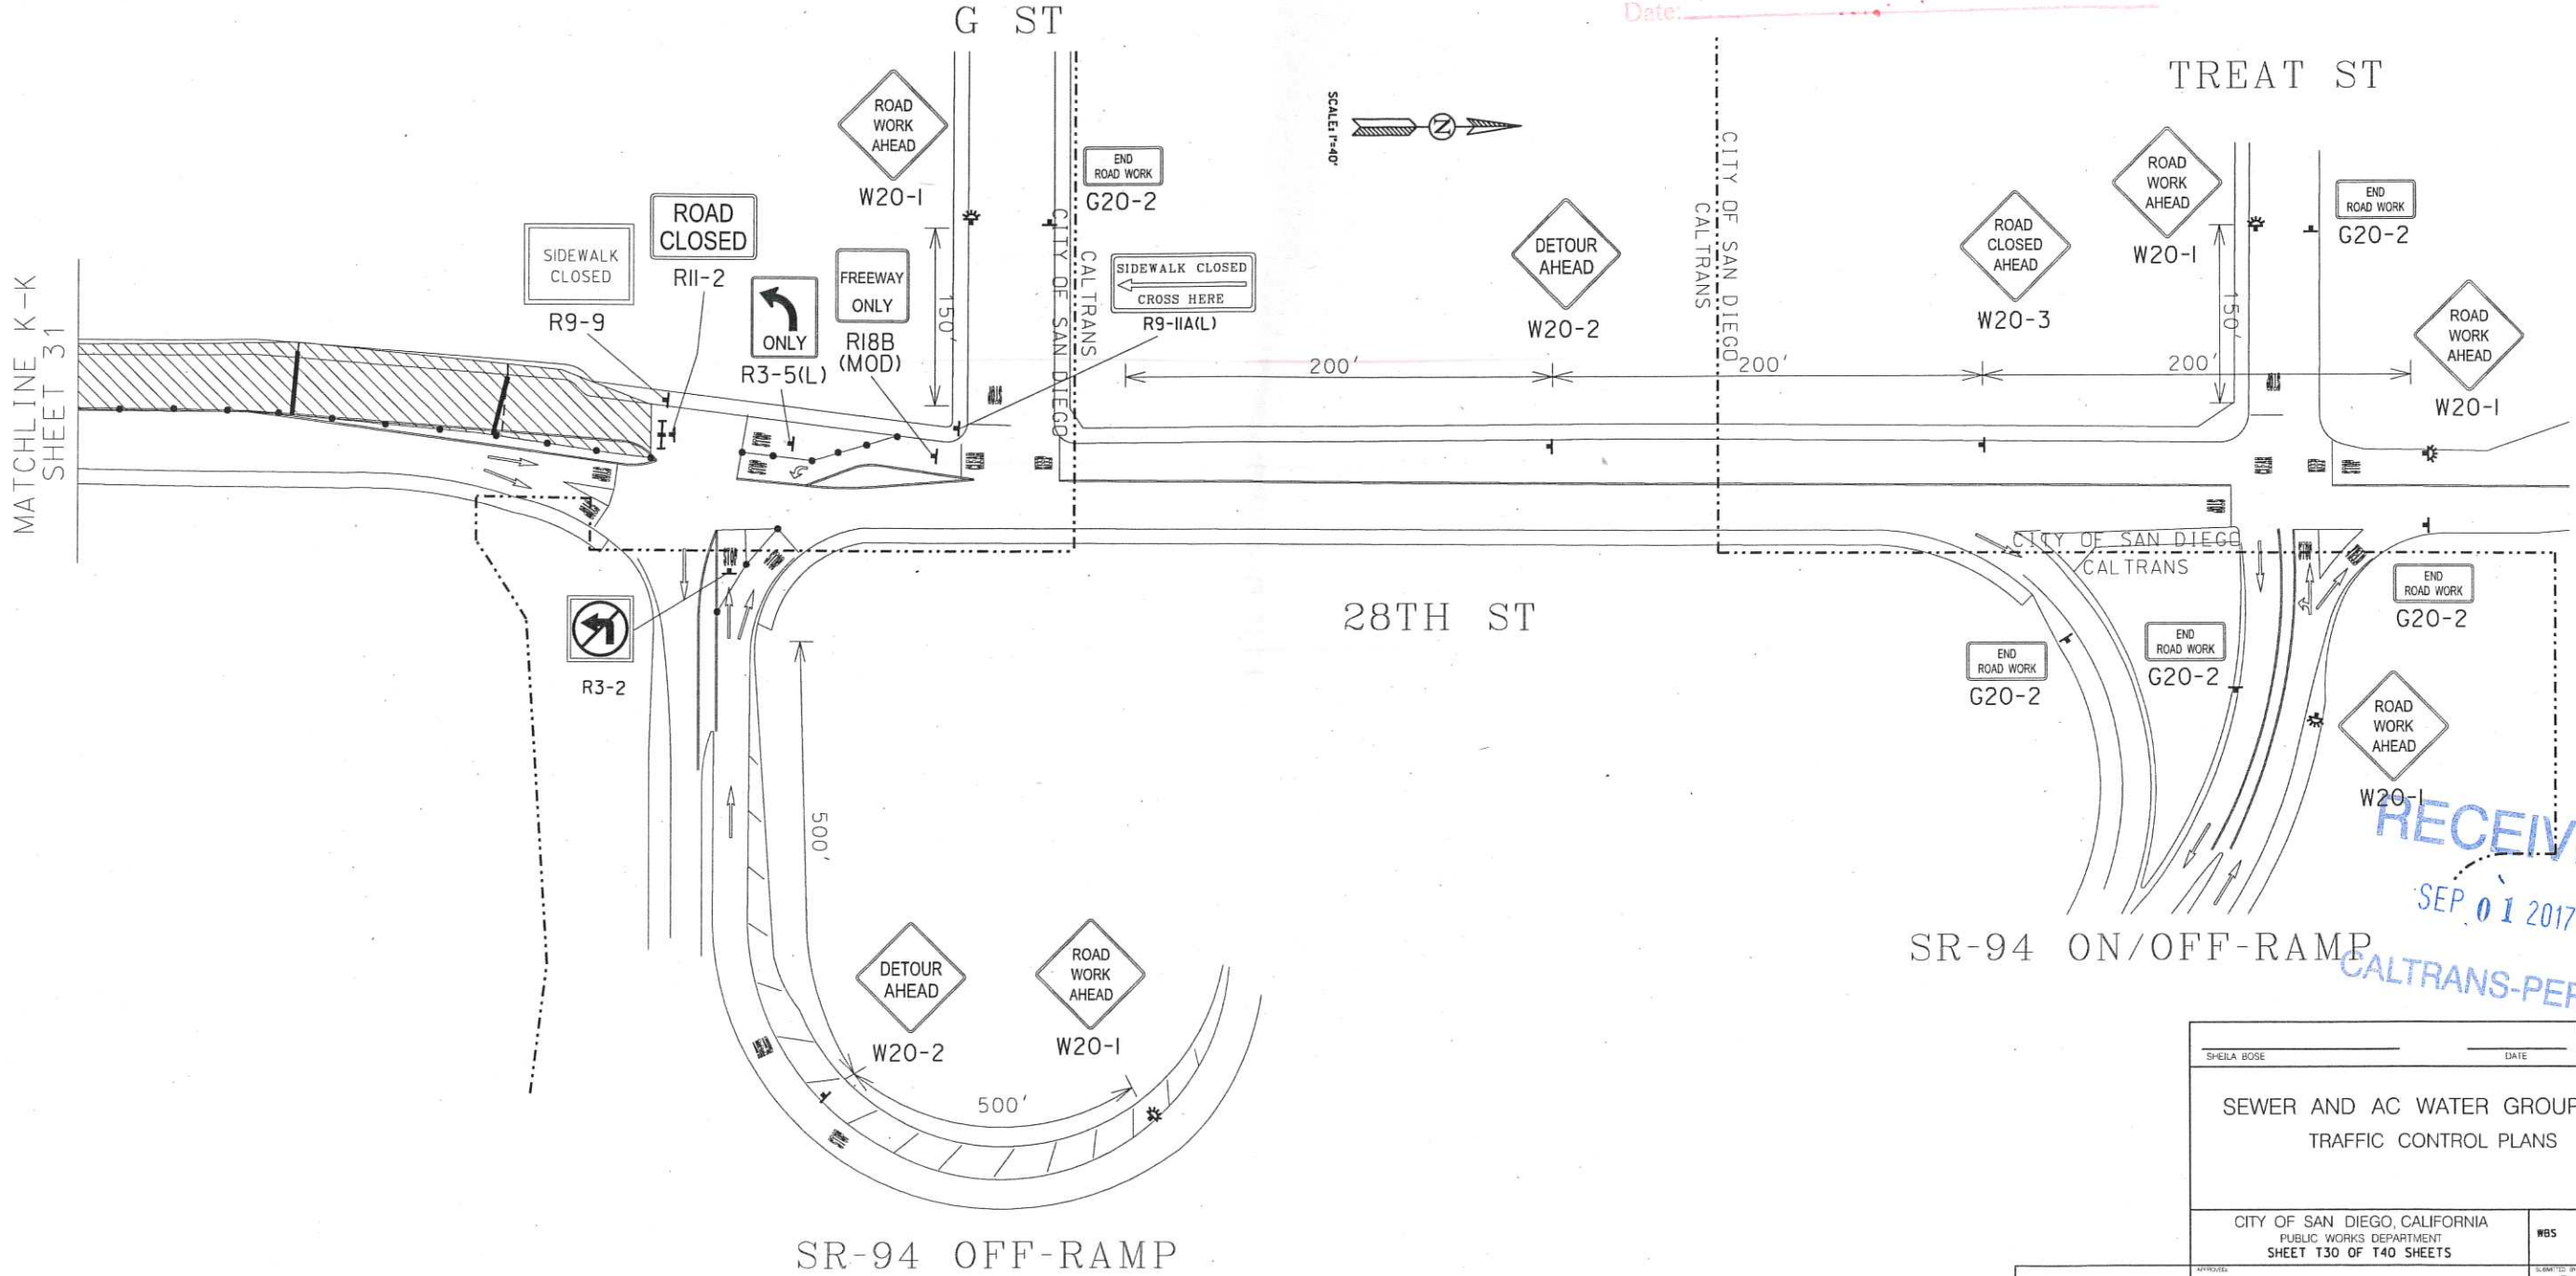 Date:
G ST
TREAT ST
ROAD
WORK
AHEAD
W20-1
END
ROAD WORK
G20-2
SCALE: 1"=40'
N
CITY OF SAN DIEGO
CALTRANS
ROAD
WORK
AHEAD
W20-1
END
ROAD WORK
G20-2
SIDEWALK
CLOSED
R9-9
ROAD
CLOSED
R11-2
ONLY
R3-5(L)
FREEWAY
ONLY
R18B
(MOD)
150'
CITY OF SAN DIEGO
CALTRANS
SIDEWALK CLOSED
CROSS HERE
R9-11A(L)
DETOUR
AHEAD
W20-2
ROAD
CLOSED
AHEAD
W20-3
150'
ROAD
WORK
AHEAD
W20-1
MATCHLINE K-K
SHEET 31
200'
200'
200'
STOP
STOP
R3-2
28TH ST
CITY OF SAN DIEGO
CALTRANS
END
ROAD WORK
G20-2
END
ROAD WORK
G20-2
END
ROAD WORK
G20-2
ROAD
WORK
AHEAD
W20-1
500'
DETOUR
AHEAD
W20-2
ROAD
WORK
AHEAD
W20-1
500'
SR-94 OFF-RAMP
SR-94 ON/OFF-RAMP
RECEIV
SEP 01 2017
CALTRANS-PER
SHEILA BOSE
DATE
SEWER AND AC WATER GROUP
TRAFFIC CONTROL PLANS
CITY OF SAN DIEGO, CALIFORNIA
PUBLIC WORKS DEPARTMENT
SHEET T30 OF T40 SHEETS
WBS